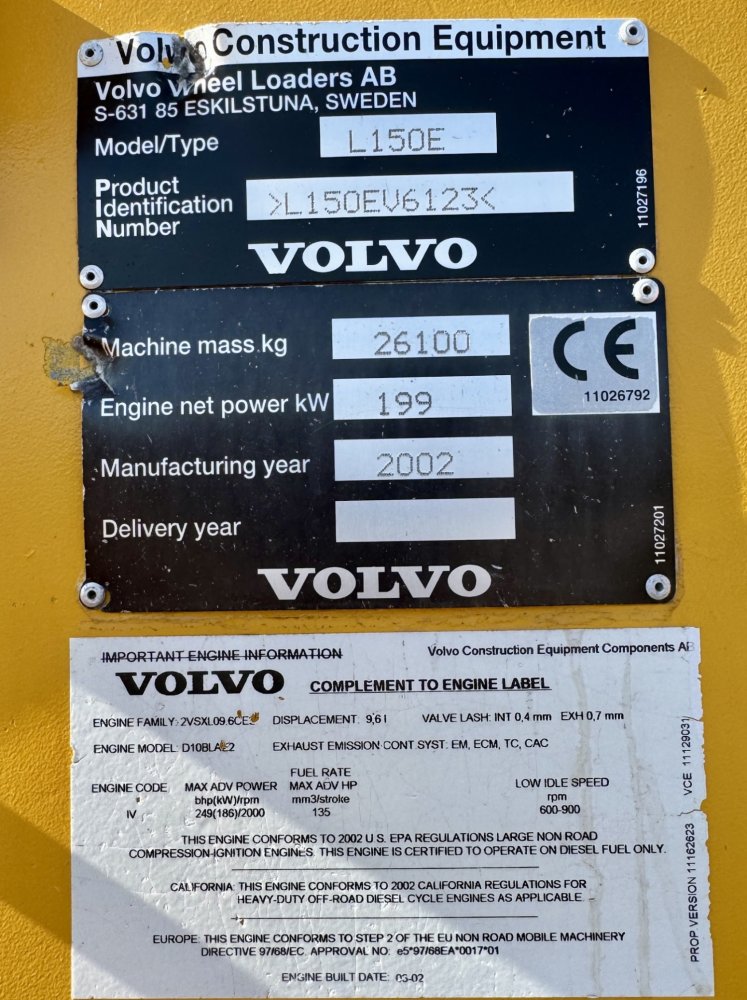 Volvo Construction Equipment
Volvo Wheel Loaders AB
S-631 85 ESKILSTUNA, SWEDEN
Model/Type L150E
Product
Identification
Number
>L150EV6123<
11027196
VOLVO
Machine mass kg 26100
CE
11026792
Engine net power kW 199
Manufacturing year 2002
Delivery year
11027201
VOLVO
IMPORTANT ENGINE INFORMATION
Volvo Construction Equipment Components AB
VOLVO COMPLEMENT TO ENGINE LABEL
ENGINE FAMILY: DISPLACEMENT. 9,6 l VALVE LASH: INT 0,4 mm EXH 0,7 mm
ENGINE MODEL: EXHAUST EMISSION CONT SYST: EM, ECM, TC, CAC
ENGINE CODE MAX ADV POWER FUEL RATE MAX ADV HP LOW IDLE SPEED
bhp(kW)/rpm mm3/stroke rpm
IV 249(186)/2000 135 600-900
THIS ENGINE CONFORMS TO 2002 U.S. EPA REGULATIONS LARGE NON ROAD
COMPRESSION-IGNITION ENGINES. THIS ENGINE IS CERTIFIED TO OPERATE ON DIESEL FUEL ONLY.
CALIFORNIA: THIS ENGINE CONFORMS TO 2002 CALIFORNIA REGULATIONS FOR
HEAVY-DUTY OFF-ROAD DIESEL CYCLE ENGINES AS APPLICABLE.
EUROPE: THIS ENGINE CONFORMS TO STEP 2 OF THE EU NON ROAD MOBILE MACHINERY
DIRECTIVE 97/68/EC. APPROVAL NO: e5*97/68EA*0017*01
ENGINE BUILT DATE: 03-02
PROP VERSION 11162623 VCE 11129031